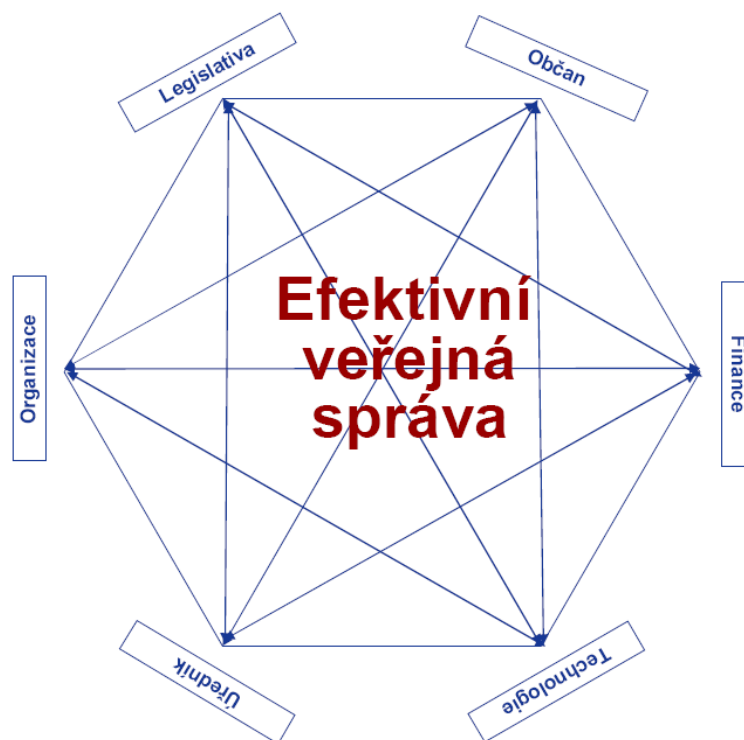 Legislativa
Občan
Efektivní
veřejná
správa
Organizace
Finance
Úředník
Technologie